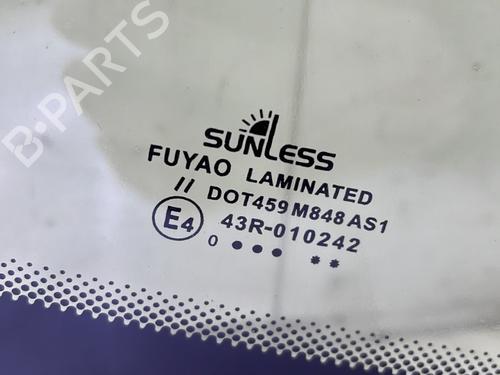 B-PARTS
SUNLESS
FUYAO LAMINATED
// DOT459 M848 AS1
E4 43R-010242
0 ●●● **